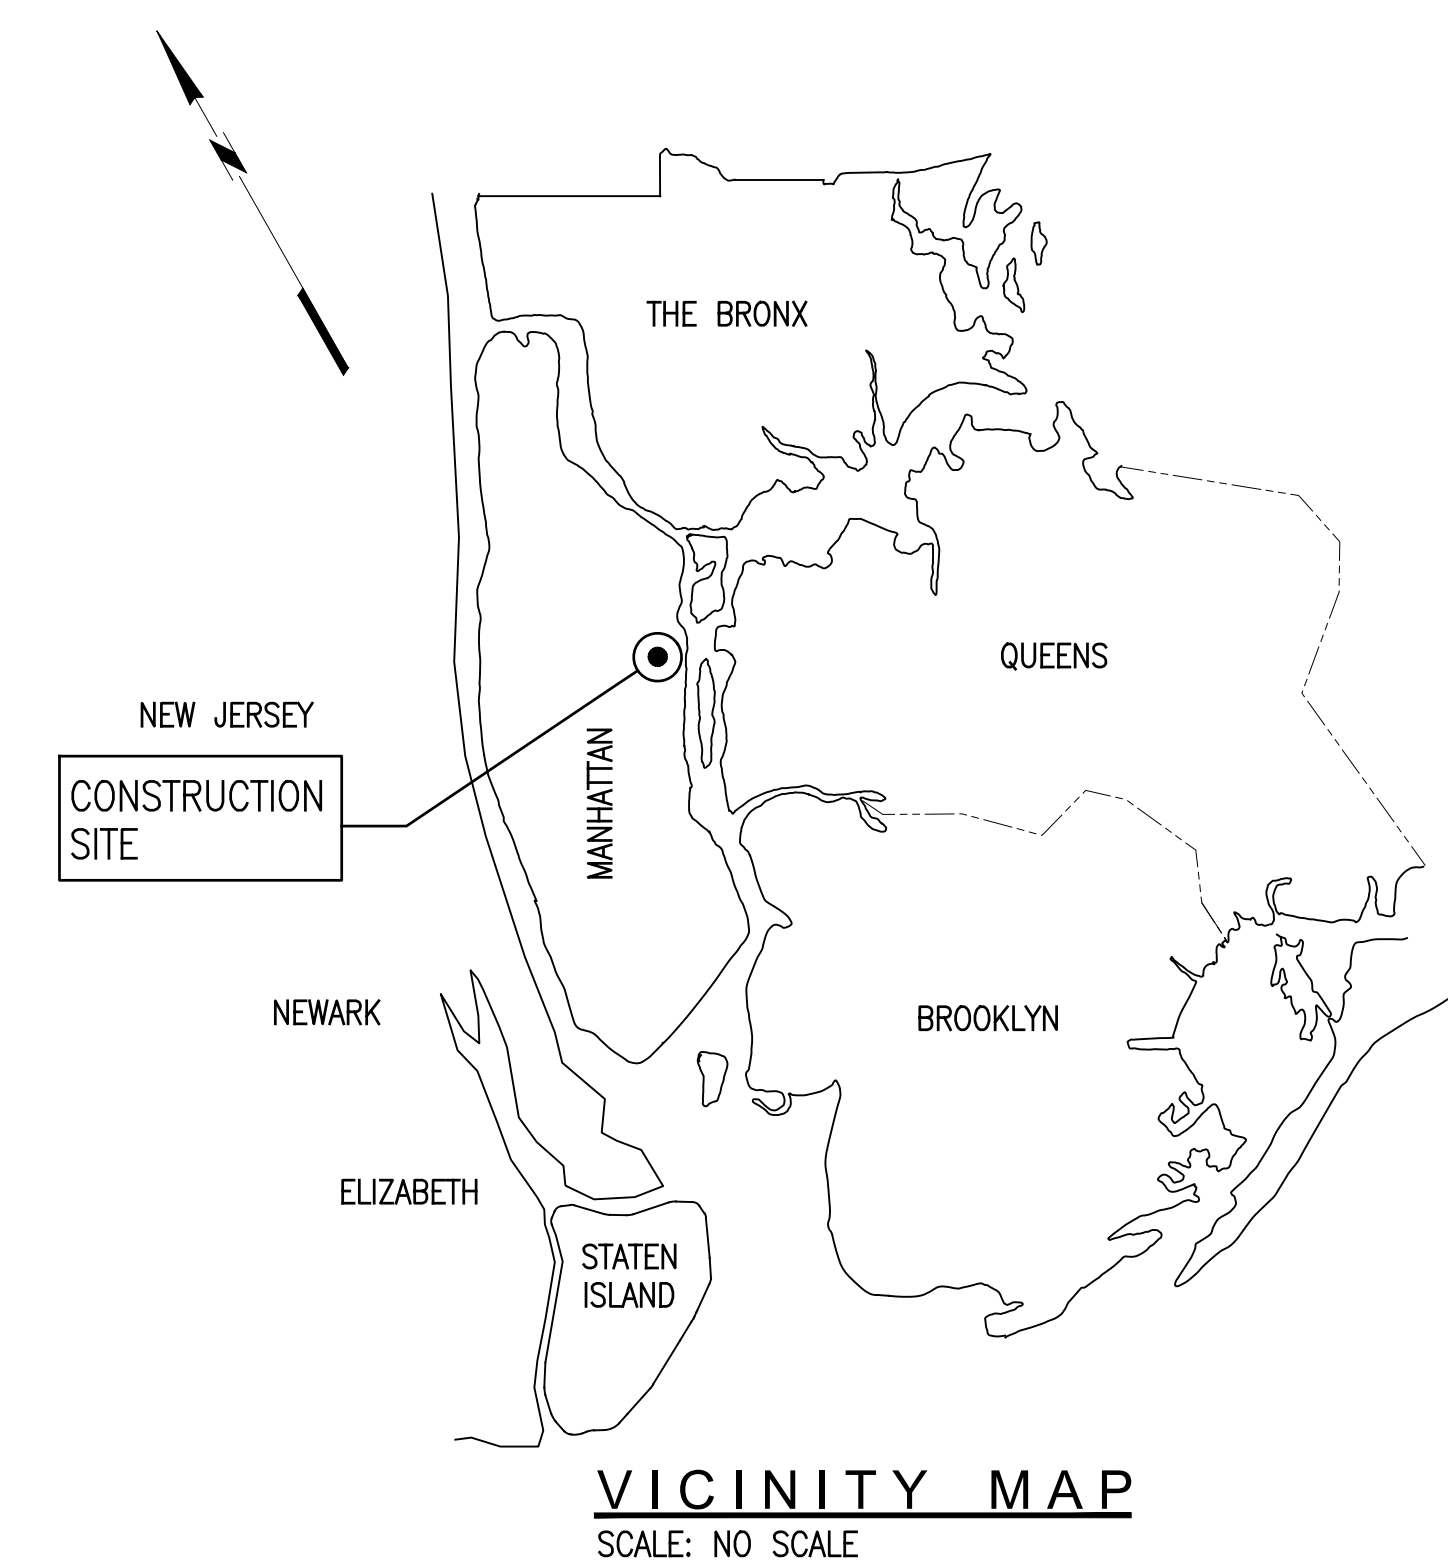 THE BRONX
QUEENS
NEW JERSEY
CONSTRUCTION
SITE
MANHATTAN
NEWARK
BROOKLYN
ELIZABETH
STATEN
ISLAND
VICINITY MAP
SCALE: NO SCALE